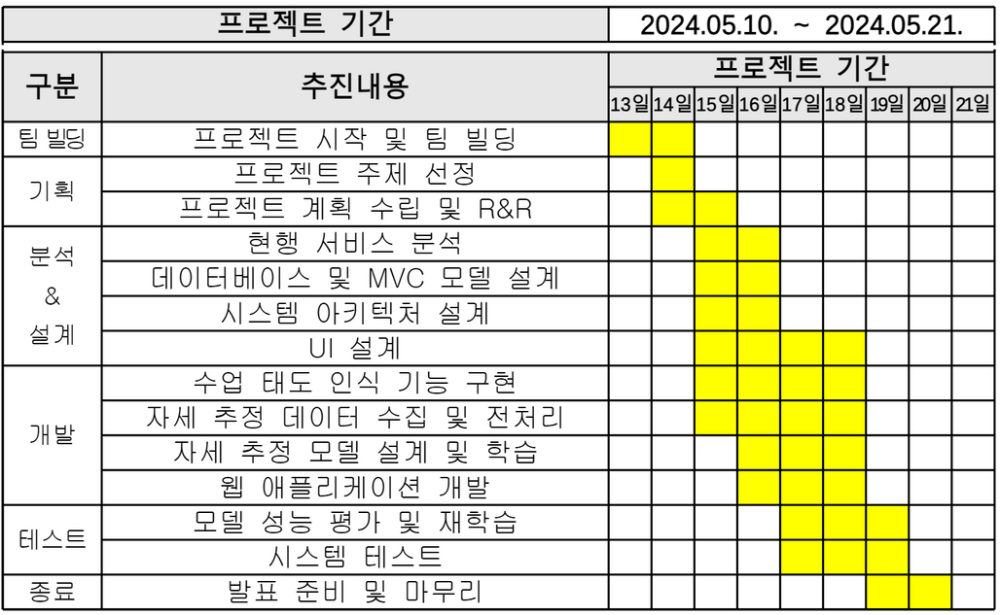 프로젝트 기간 2024.05.10. ~ 2024.05.21.
구분 추진내용 프로젝트 기간
13일 14일 15일 16일 17일 18일 19일 20일 21일
팀 빌딩 프로젝트 시작 및 팀 빌딩
기획 프로젝트 주제 선정
프로젝트 계획 수립 및 R&R
분석
&
설계
현행 서비스 분석
데이터베이스 및 MVC 모델 설계
시스템 아키텍처 설계
UI 설계
개발 수업 태도 인식 기능 구현
자세 추정 데이터 수집 및 전처리
자세 추정 모델 설계 및 학습
웹 애플리케이션 개발
테스트 모델 성능 평가 및 재학습
시스템 테스트
종료 발표 준비 및 마무리